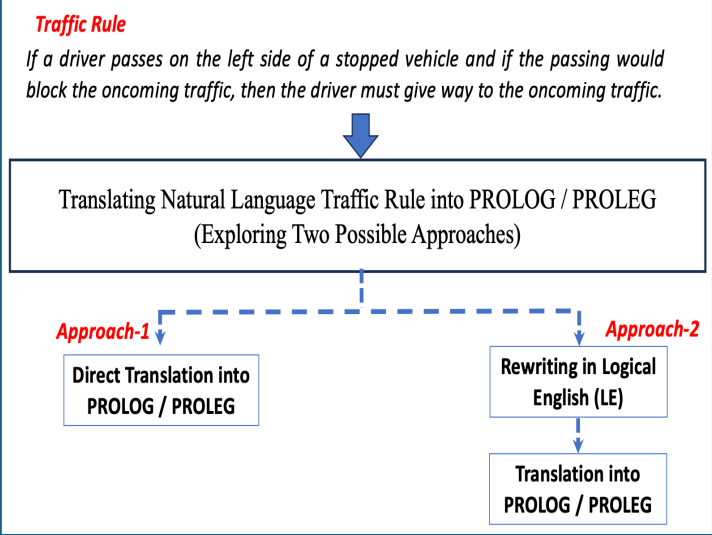 Traffic Rule
If a driver passes on the left side of a stopped vehicle and if the passing would
block the oncoming traffic, then the driver must give way to the oncoming traffic.
Translating Natural Language Traffic Rule into PROLOG / PROLEG
(Exploring Two Possible Approaches)
Approach-1
Direct Translation into
PROLOG / PROLEG
Approach-2
Rewriting in Logical
English (LE)
Translation into
PROLOG / PROLEG